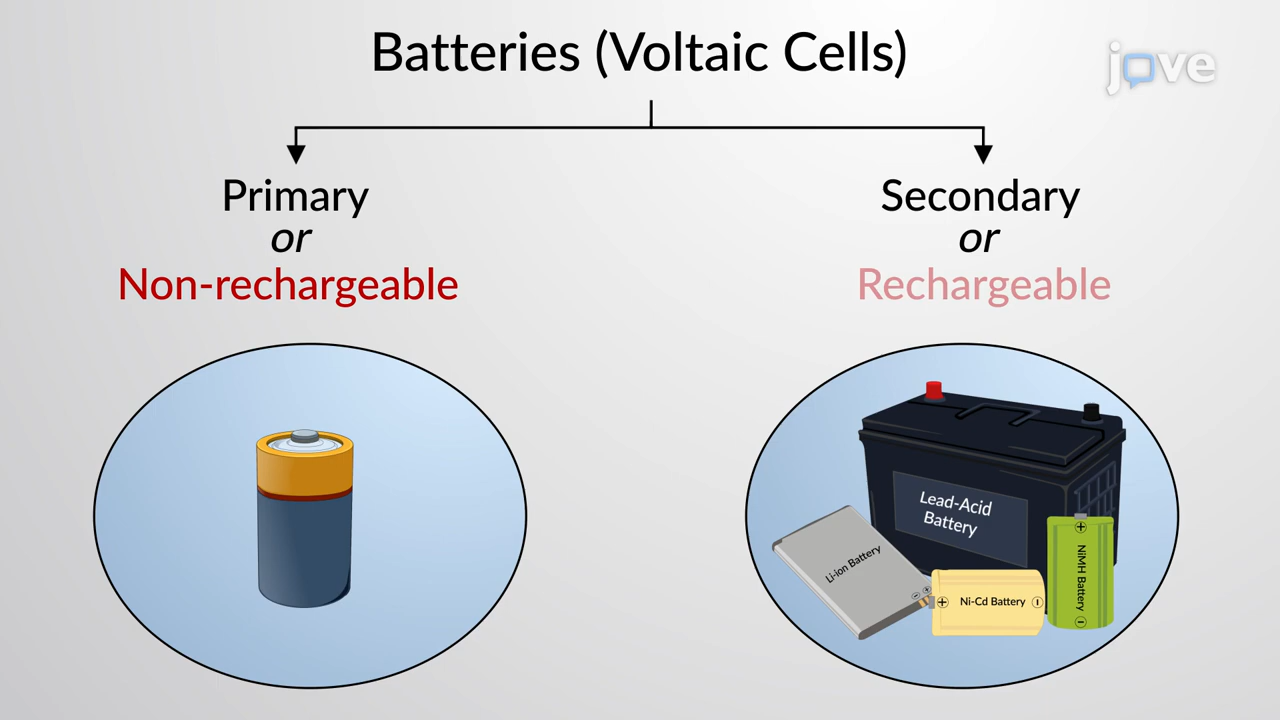 Batteries (Voltaic Cells)
jove
Primary
or
Non-rechargeable
Secondary
or
Rechargeable
Lead-Acid
Battery
Li-ion Battery
- +
+ Ni-Cd Battery -
+ NiMH Battery -